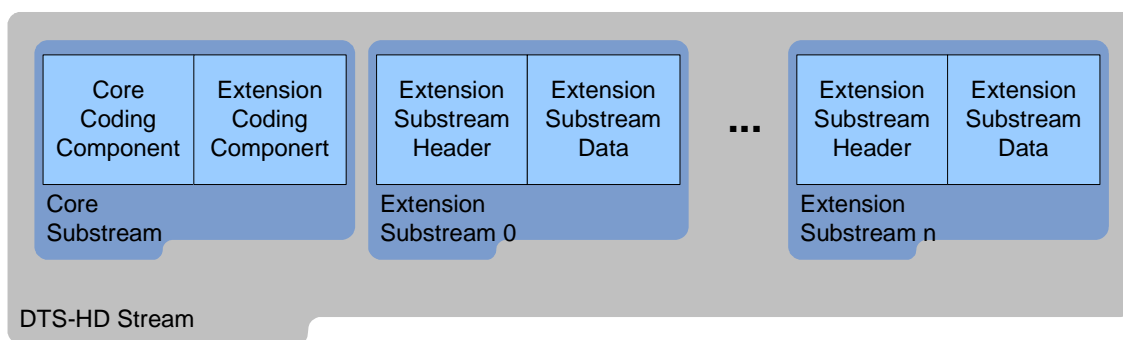 Core
Coding
Component
Extension
Coding
Componert
Extension
Substream
Header
Extension
Substream
Data
...
Extension
Substream
Header
Extension
Substream
Data
Core
Substream
Extension
Substream 0
Extension
Substream n
DTS-HD Stream